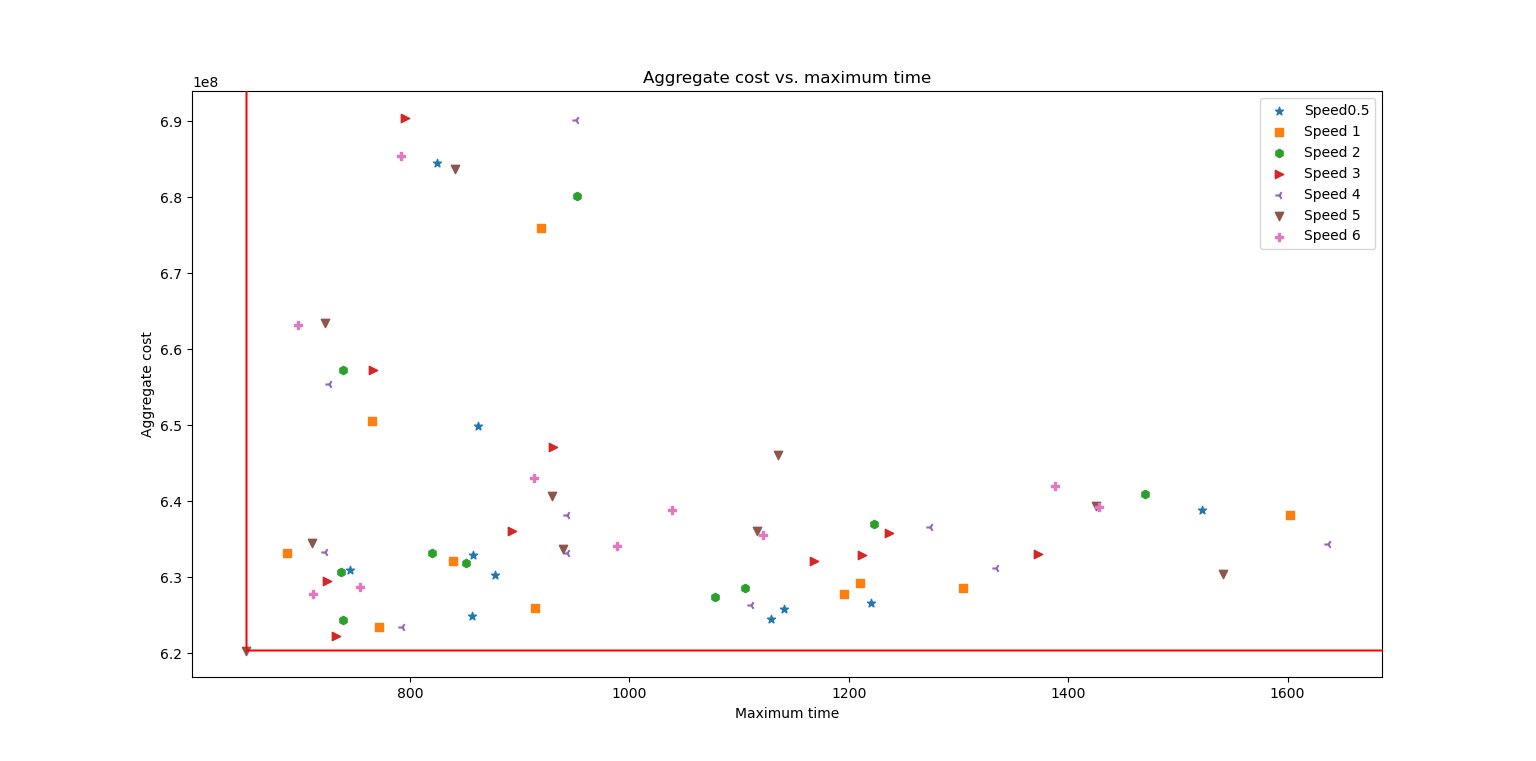 Aggregate cost vs. maximum time
1e8
6.9
6.8
6.7
6.6
6.5
6.4
6.3
6.2
Aggregate cost
Speed0.5
Speed 1
Speed 2
Speed 3
Speed 4
Speed 5
Speed 6
800
1000
1200
1400
1600
Maximum time